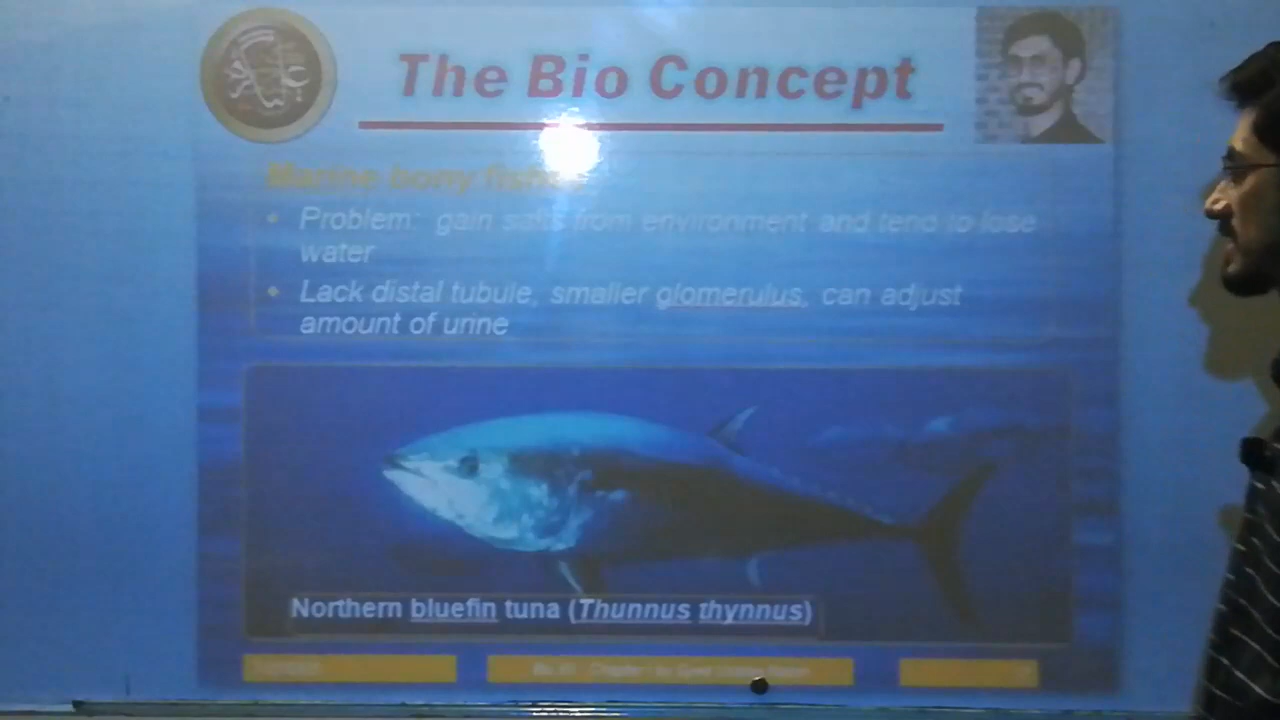 The Bio Concept
Marine bony fishes
• Problem: gain salts from environment and tend to lose
water
• Lack distal tubule, smaller glomerulus, can adjust
amount of urine
Northern bluefin tuna (Thunnus thynnus)